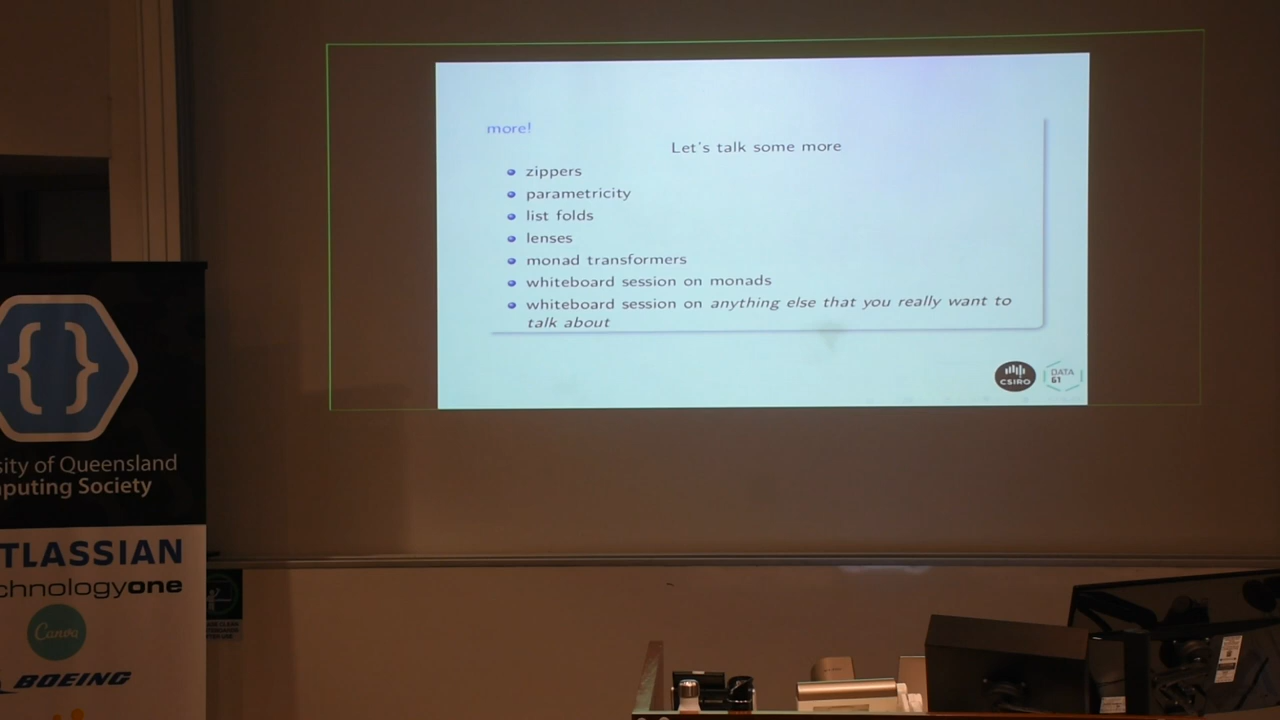 more!
Let's talk some more
zippers
parametricity
list folds
lenses
monad transformers
whiteboard session on monads
whiteboard session on anything else that you really want to
talk about
CSIRO
DATA
61
{}
sity of Queensland
puting Society
TLASSIAN
chnologyone
Canva
BOEING